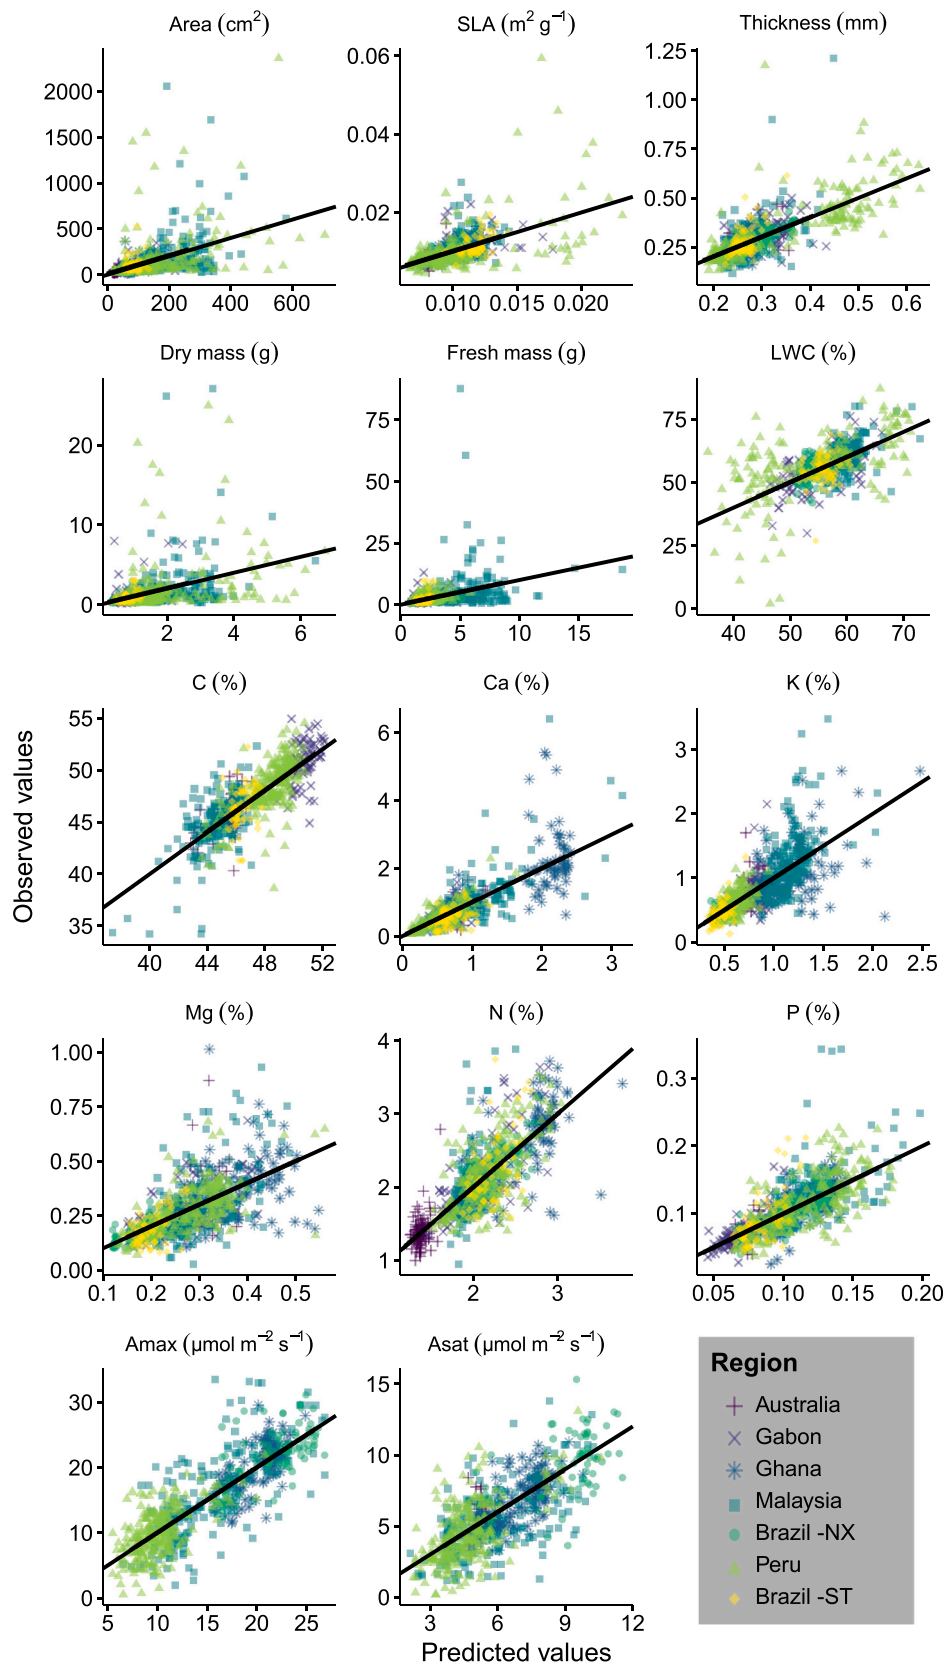 Area (cm²) SLA (m² g⁻¹) Thickness (mm)
2000
1500
1000
500
0
0 200 400 600
0.06
0.04
0.02
0.010 0.015 0.020
1.25
1.00
0.75
0.50
0.25
0.2 0.3 0.4 0.5 0.6
Dry mass (g) Fresh mass (g) LWC (%)
20
10
0
2 4 6
75
50
25
0
0 5 10 15
75
50
25
0
40 50 60 70
Observed values
C (%) Ca (%) K (%)
55
50
45
40
35
40 44 48 52
6
4
2
0
0 1 2 3
3
2
1
0
0.5 1.0 1.5 2.0 2.5
Mg (%) N (%) P (%)
1.00
0.75
0.50
0.25
0.00
0.1 0.2 0.3 0.4 0.5
4
3
2
1
2 3
0.3
0.2
0.1
0.05 0.10 0.15 0.20
Amax (µmol m⁻² s⁻¹) Asat (µmol m⁻² s⁻¹)
30
20
10
0
5 10 15 20 25
15
10
5
0
3 6 9 12
Predicted values
Region
Australia
Gabon
Ghana
Malaysia
Brazil -NX
Peru
Brazil -ST